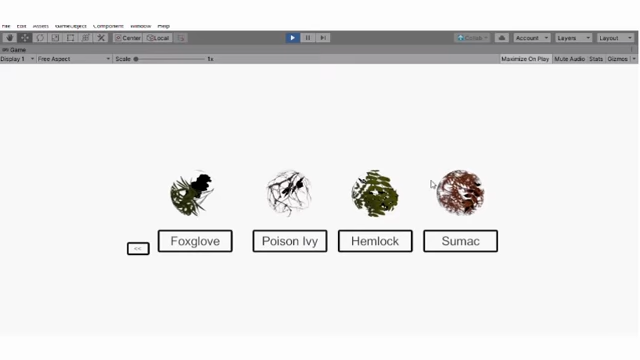 File Edit Assets GameObject Component Window Help
Center Local Collab Account Layers Layout
Game
Display 1 Free Aspect Scale 1x Maximize On Play Mute Audio Stats Gizmos
<< Foxglove Poison Ivy Hemlock Sumac